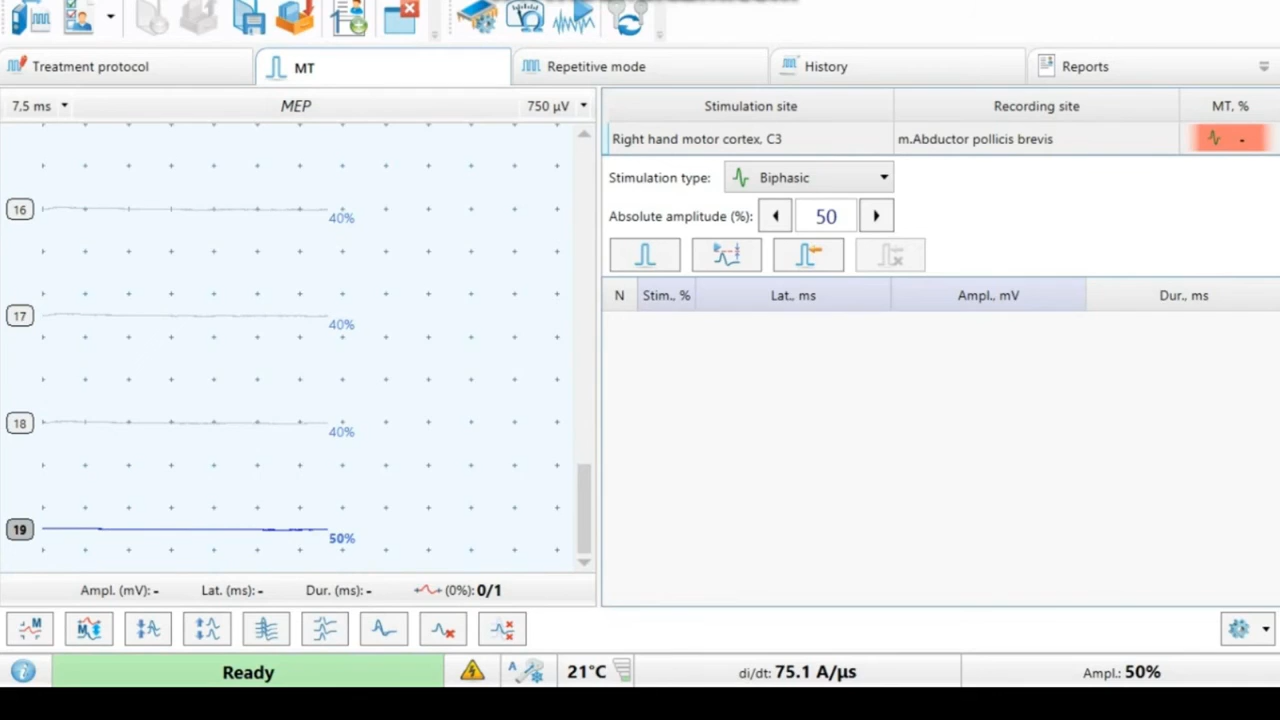 Treatment protocol MT Repetitive mode History Reports
7,5 ms MEP 750 µV
Stimulation site Recording site MT, %
Right hand motor cortex, C3 m.Abductor pollicis brevis -
Stimulation type: Biphasic
Absolute amplitude (%): 50
N Stim., % Lat., ms Ampl., mV Dur., ms
16 40%
17 40%
18 40%
19 50%
Ampl. (mV): - Lat. (ms): - Dur. (ms): - (0%): 0/1
M
M
Ready A 21°C di/dt: 75.1 A/µs Ampl.: 50%